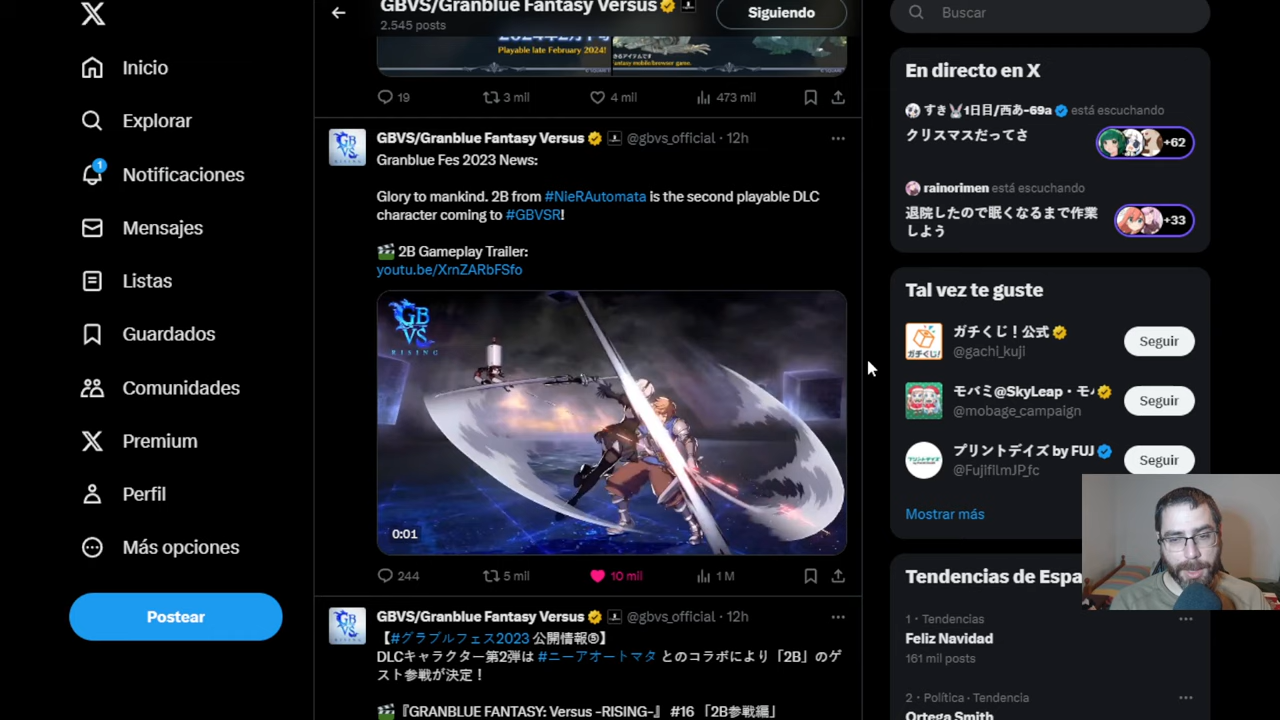 GBVS/Granblue Fantasy Versus
2.545 posts
Siguiendo
Buscar
Inicio
Explorar
1
Notificaciones
Mensajes
Listas
Guardados
Comunidades
Premium
Perfil
Más opciones
Postear
Playable late February 2024!
19
3 mil
4 mil
473 mil
GBVS/Granblue Fantasy Versus @gbvs_official · 12h
Granblue Fes 2023 News:
Glory to mankind. 2B from #NieRAutomata is the second playable DLC
character coming to #GBVSR!
2B Gameplay Trailer:
youtu.be/XrnZARbFSfo
GB
VS
RISING
0:01
244
5 mil
10 mil
1 M
GBVS/Granblue Fantasy Versus @gbvs_official · 12h
【#グラブルフェス2023 公開情報⑤】
DLCキャラクター第2弾は #ニーアオートマタ とのコラボにより「2B」のゲ
スト参戦が決定！
『GRANBLUE FANTASY: Versus -RISING-』 #16 「2B参戦編」
En directo en X
está escuchando
クリスマスだってさ
+62
rainorimen está escuchando
退院したので眠くなるまで作業
しよう
+33
Tal vez te guste
ガチくじ！公式
@gachi_kuji
Seguir
モバミ@SkyLeap・モバ
@mobage_campaign
Seguir
プリントデイズ by FUJ
@FujifilmJP_fc
Seguir
Mostrar más
Tendencias de Espa
1 · Tendencias
Feliz Navidad
161 mil posts
2 · Política · Tendencia
Ortega Smith